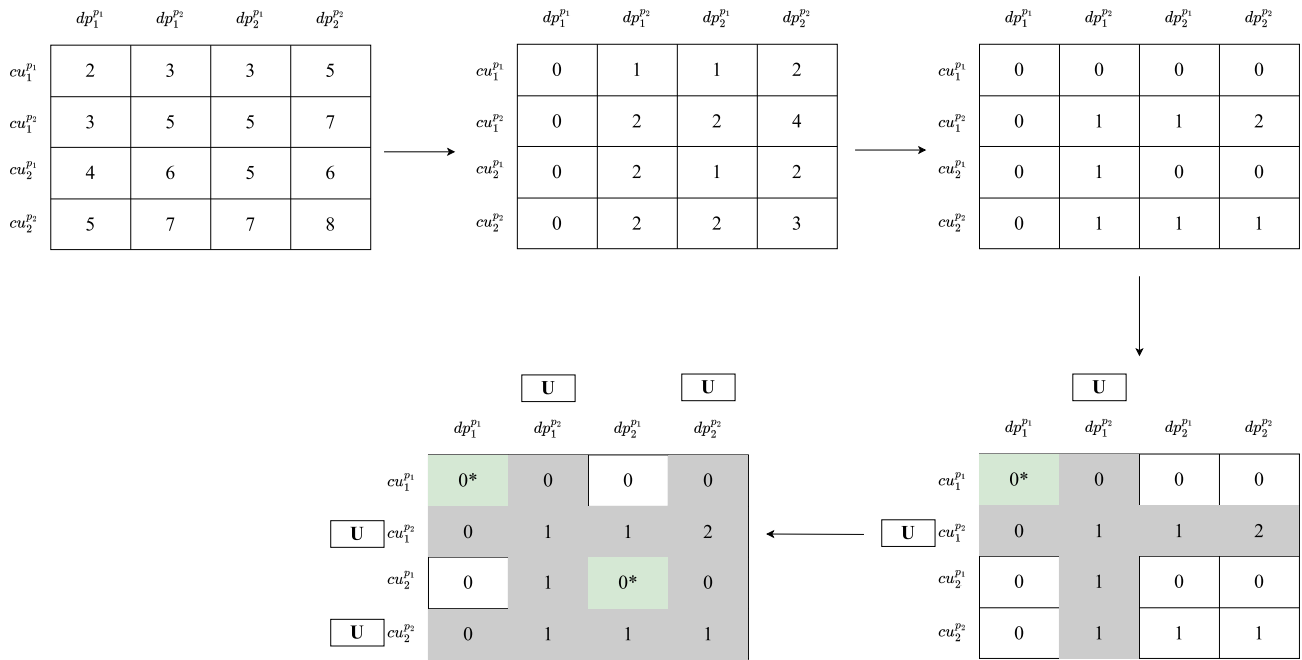 dp_1^{p_1} dp_1^{p_2} dp_2^{p_1} dp_2^{p_2}
cu_1^{p_1} 2 3 3 5
cu_1^{p_2} 3 5 5 7
cu_2^{p_1} 4 6 5 6
cu_2^{p_2} 5 7 7 8
dp_1^{p_1} dp_1^{p_2} dp_2^{p_1} dp_2^{p_2}
cu_1^{p_1} 0 1 1 2
cu_1^{p_2} 0 2 2 4
cu_2^{p_1} 0 2 1 2
cu_2^{p_2} 0 2 2 3
dp_1^{p_1} dp_1^{p_2} dp_2^{p_1} dp_2^{p_2}
cu_1^{p_1} 0 0 0 0
cu_1^{p_2} 0 1 1 2
cu_2^{p_1} 0 1 0 0
cu_2^{p_2} 0 1 1 1
U
dp_1^{p_1} dp_1^{p_2} dp_2^{p_1} dp_2^{p_2}
cu_1^{p_1} 0* 0 0 0
U cu_1^{p_2} 0 1 1 2
cu_2^{p_1} 0 1 0 0
cu_2^{p_2} 0 1 1 1
U U
dp_1^{p_1} dp_1^{p_2} dp_2^{p_1} dp_2^{p_2}
cu_1^{p_1} 0* 0 0 0
U cu_1^{p_2} 0 1 1 2
cu_2^{p_1} 0 1 0* 0
U cu_2^{p_2} 0 1 1 1